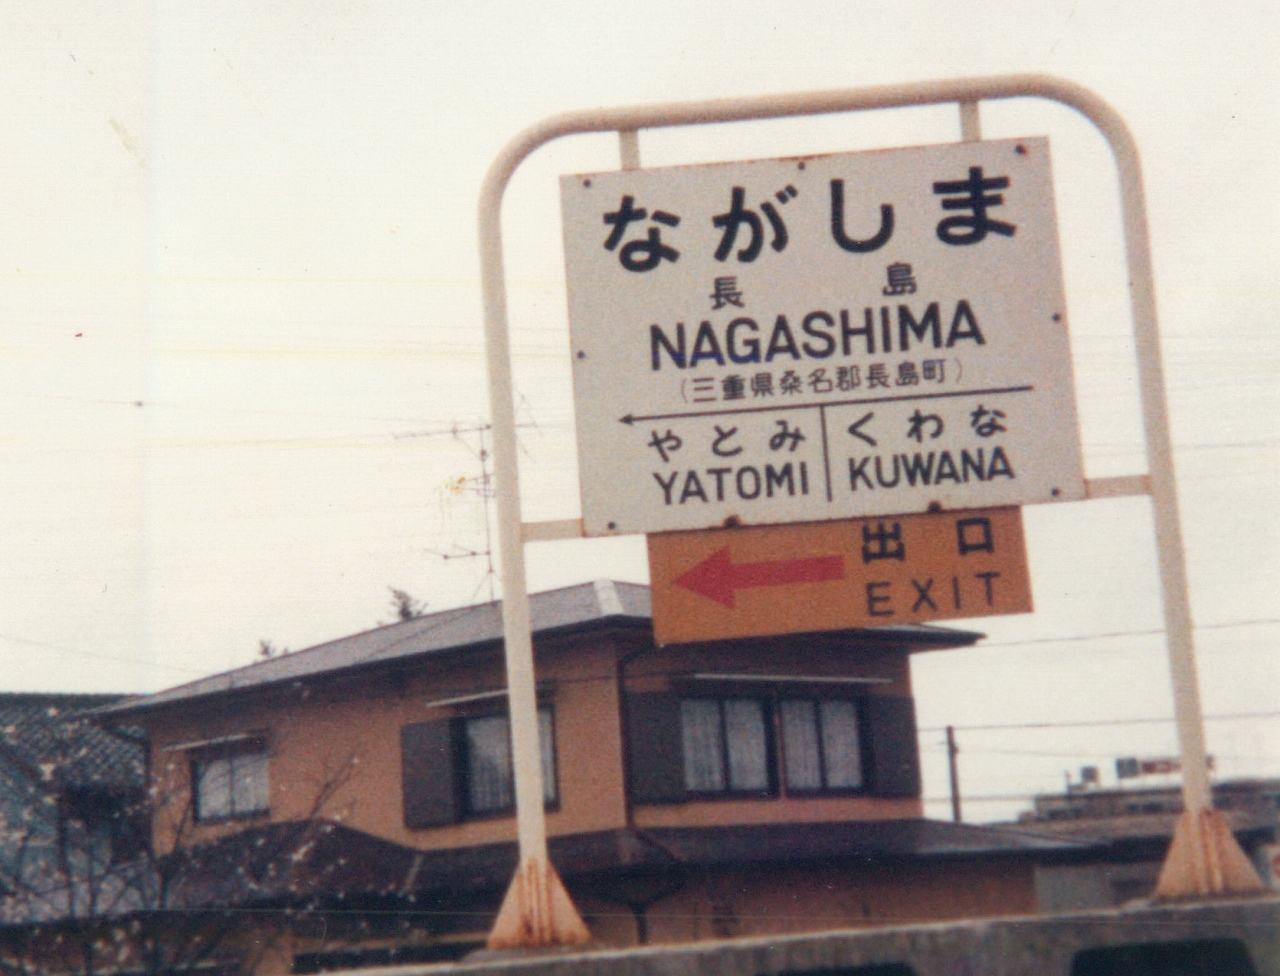 ながしま
長島
NAGASHIMA
(三重県桑名郡長島町)
やとみ くわな
YATOMI KUWANA
出口
EXIT